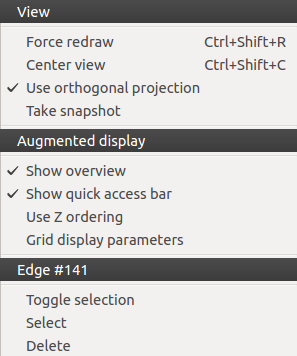 View
Force redraw Ctrl+Shift+R
Center view Ctrl+Shift+C
Use orthogonal projection
Take snapshot
Augmented display
Show overview
Show quick access bar
Use Z ordering
Grid display parameters
Edge #141
Toggle selection
Select
Delete